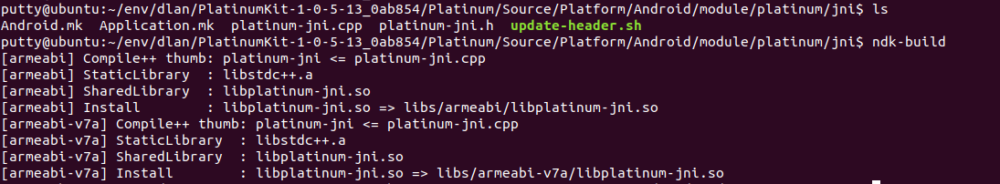 putty@ubuntu:~/env/dlan/PlatinumKit-1-0-5-13_0ab854/Platinum/Source/Platform/Android/module/platinum/jni$ ls
Android.mk  Application.mk  platinum-jni.cpp  platinum-jni.h  update-header.sh
putty@ubuntu:~/env/dlan/PlatinumKit-1-0-5-13_0ab854/Platinum/Source/Platform/Android/module/platinum/jni$ ndk-build
[armeabi] Compile++ thumb: platinum-jni <= platinum-jni.cpp
[armeabi] StaticLibrary  : libstdc++.a
[armeabi] SharedLibrary  : libplatinum-jni.so
[armeabi] Install        : libplatinum-jni.so => libs/armeabi/libplatinum-jni.so
[armeabi-v7a] Compile++ thumb: platinum-jni <= platinum-jni.cpp
[armeabi-v7a] StaticLibrary  : libstdc++.a
[armeabi-v7a] SharedLibrary  : libplatinum-jni.so
[armeabi-v7a] Install        : libplatinum-jni.so => libs/armeabi-v7a/libplatinum-jni.so